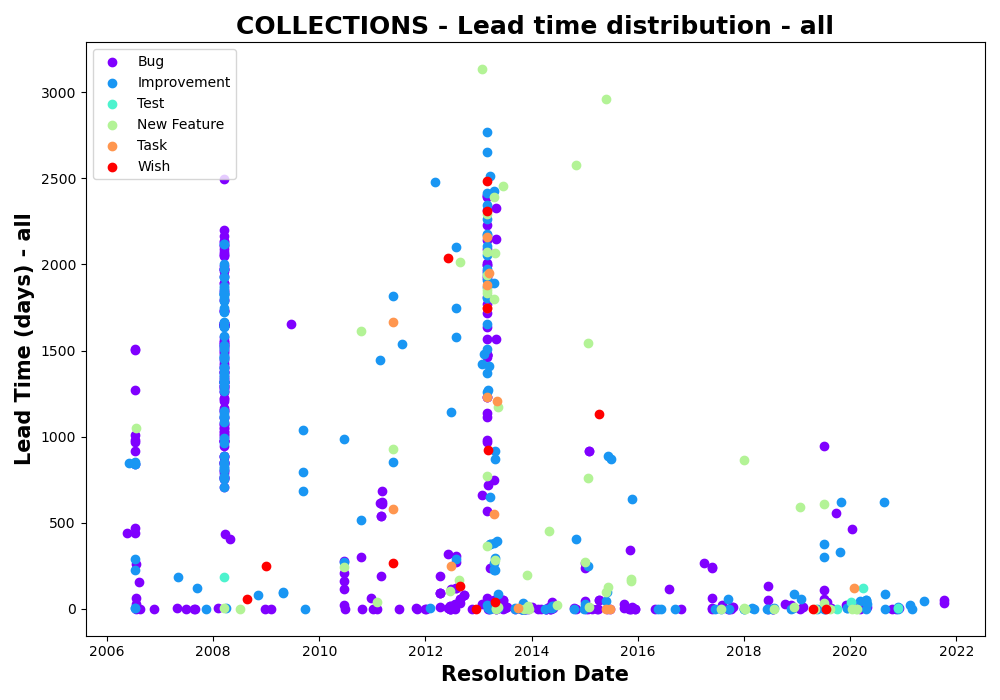 COLLECTIONS - Lead time distribution - all
Bug
Improvement
Test
New Feature
Task
Wish
Lead Time (days) - all
3000
2500
2000
1500
1000
500
0
2006 2008 2010 2012 2014 2016 2018 2020 2022
Resolution Date